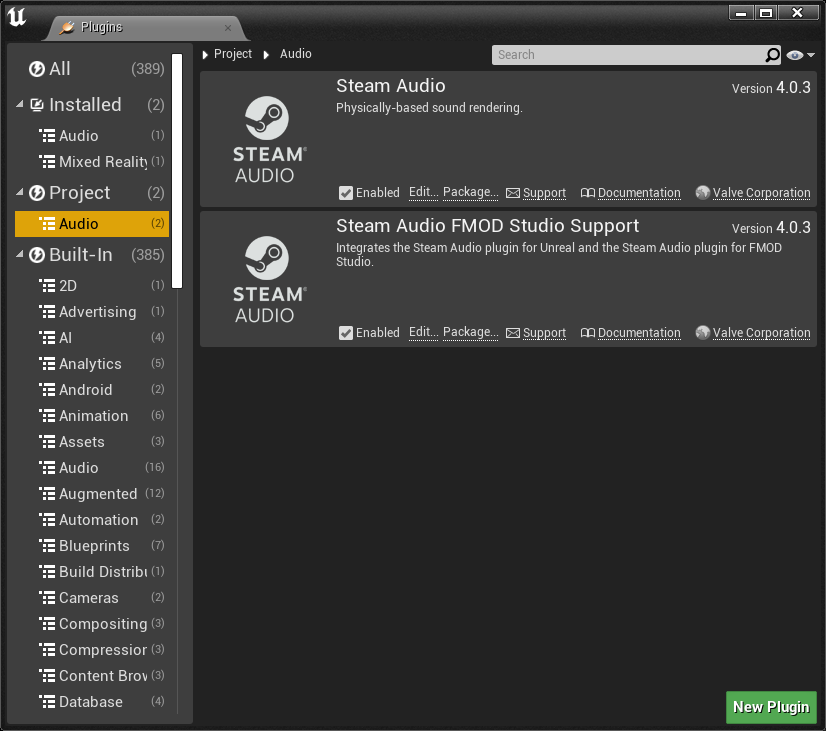 Plugins
All (389)
Installed (2)
Audio (1)
Mixed Reality (1)
Project (2)
Audio (2)
Built-In (385)
2D (1)
Advertising (1)
AI (4)
Analytics (5)
Android (2)
Animation (6)
Assets (3)
Audio (16)
Augmented (12)
Automation (2)
Blueprints (7)
Build Distribu (1)
Cameras (2)
Compositing (3)
Compression (3)
Content Brow (3)
Database (4)
Project Audio
Search
STEAM®
AUDIO
Steam Audio Version 4.0.3
Physically-based sound rendering.
Enabled Edit... Package... Support Documentation Valve Corporation
STEAM®
AUDIO
Steam Audio FMOD Studio Support Version 4.0.3
Integrates the Steam Audio plugin for Unreal and the Steam Audio plugin for FMOD
Studio.
Enabled Edit... Package... Support Documentation Valve Corporation
New Plugin